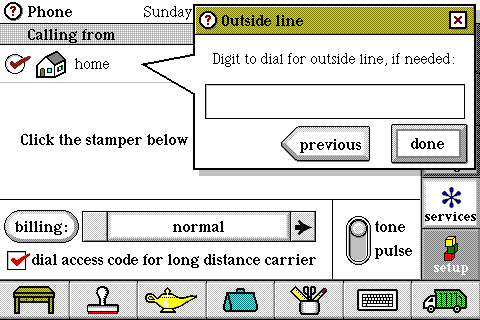 Phone
Sunday
Outside line
Calling from
home
Digit to dial for outside line, if needed:
previous
done
Click the stamper below
services
billing:
normal
tone
pulse
dial access code for long distance carrier
setup